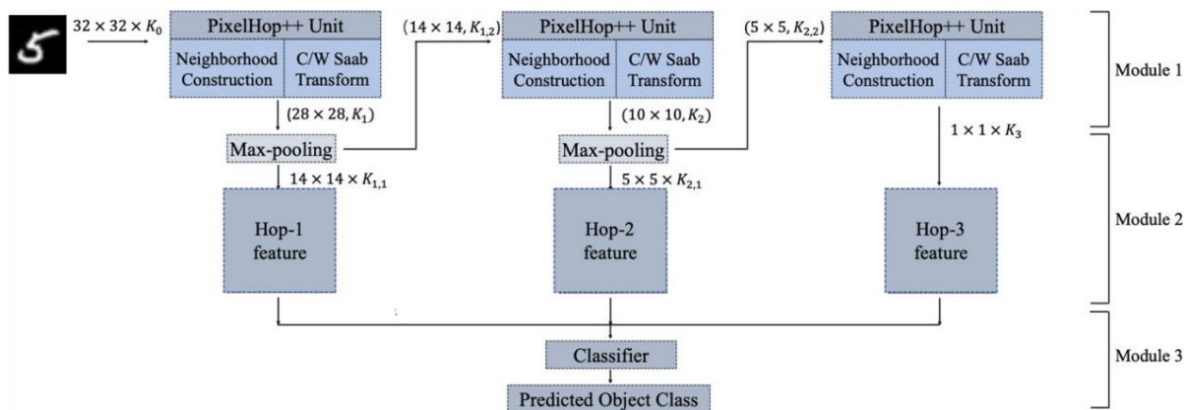 32 × 32 × K₀
PixelHop++ Unit
Neighborhood Construction
C/W Saab Transform
(28 × 28, K₁)
Max-pooling
14 × 14 × K₁,₁
Hop-1 feature
(14 × 14, K₁,₂)
PixelHop++ Unit
Neighborhood Construction
C/W Saab Transform
(10 × 10, K₂)
Max-pooling
5 × 5 × K₂,₁
Hop-2 feature
(5 × 5, K₂,₂)
PixelHop++ Unit
Neighborhood Construction
C/W Saab Transform
1 × 1 × K₃
Hop-3 feature
Classifier
Predicted Object Class
Module 1
Module 2
Module 3
5